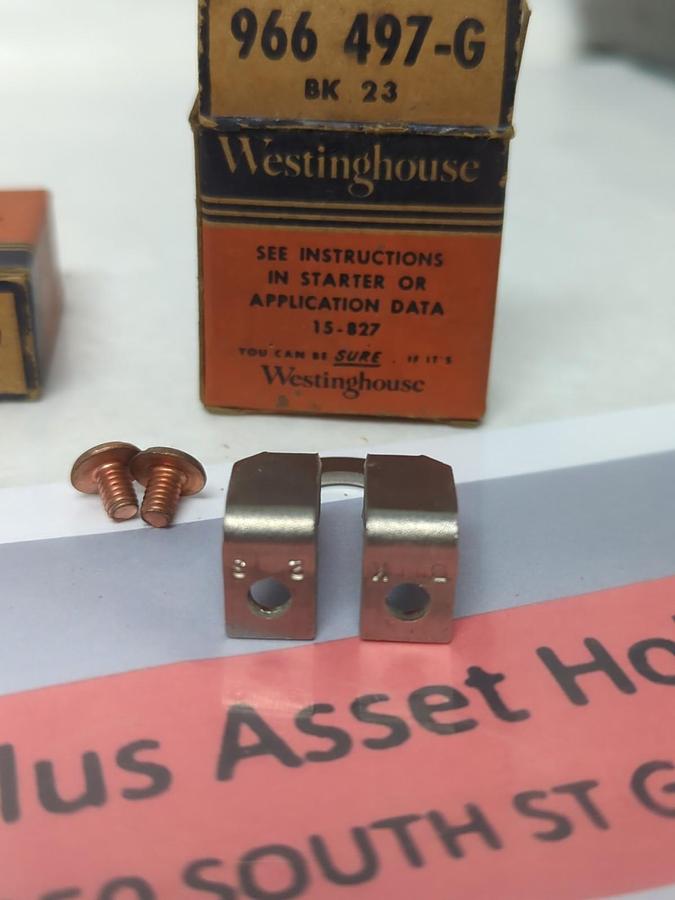 966 497-G
BK 23
Westinghouse
SEE INSTRUCTIONS
IN STARTER OR
APPLICATION DATA
15-827
YOU CAN BE SURE . IF IT'S
Westinghouse
lus Asset Ho
SOUTH ST G